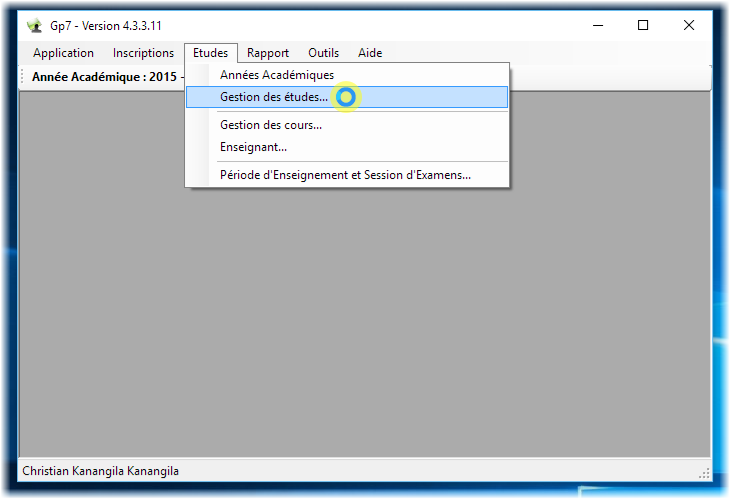 Gp7 - Version 4.3.3.11
Application Inscriptions Etudes Rapport Outils Aide
Année Académique : 2015 -
Années Académiques
Gestion des études...
Gestion des cours...
Enseignant...
Période d'Enseignement et Session d'Examens...
Christian Kanangila Kanangila